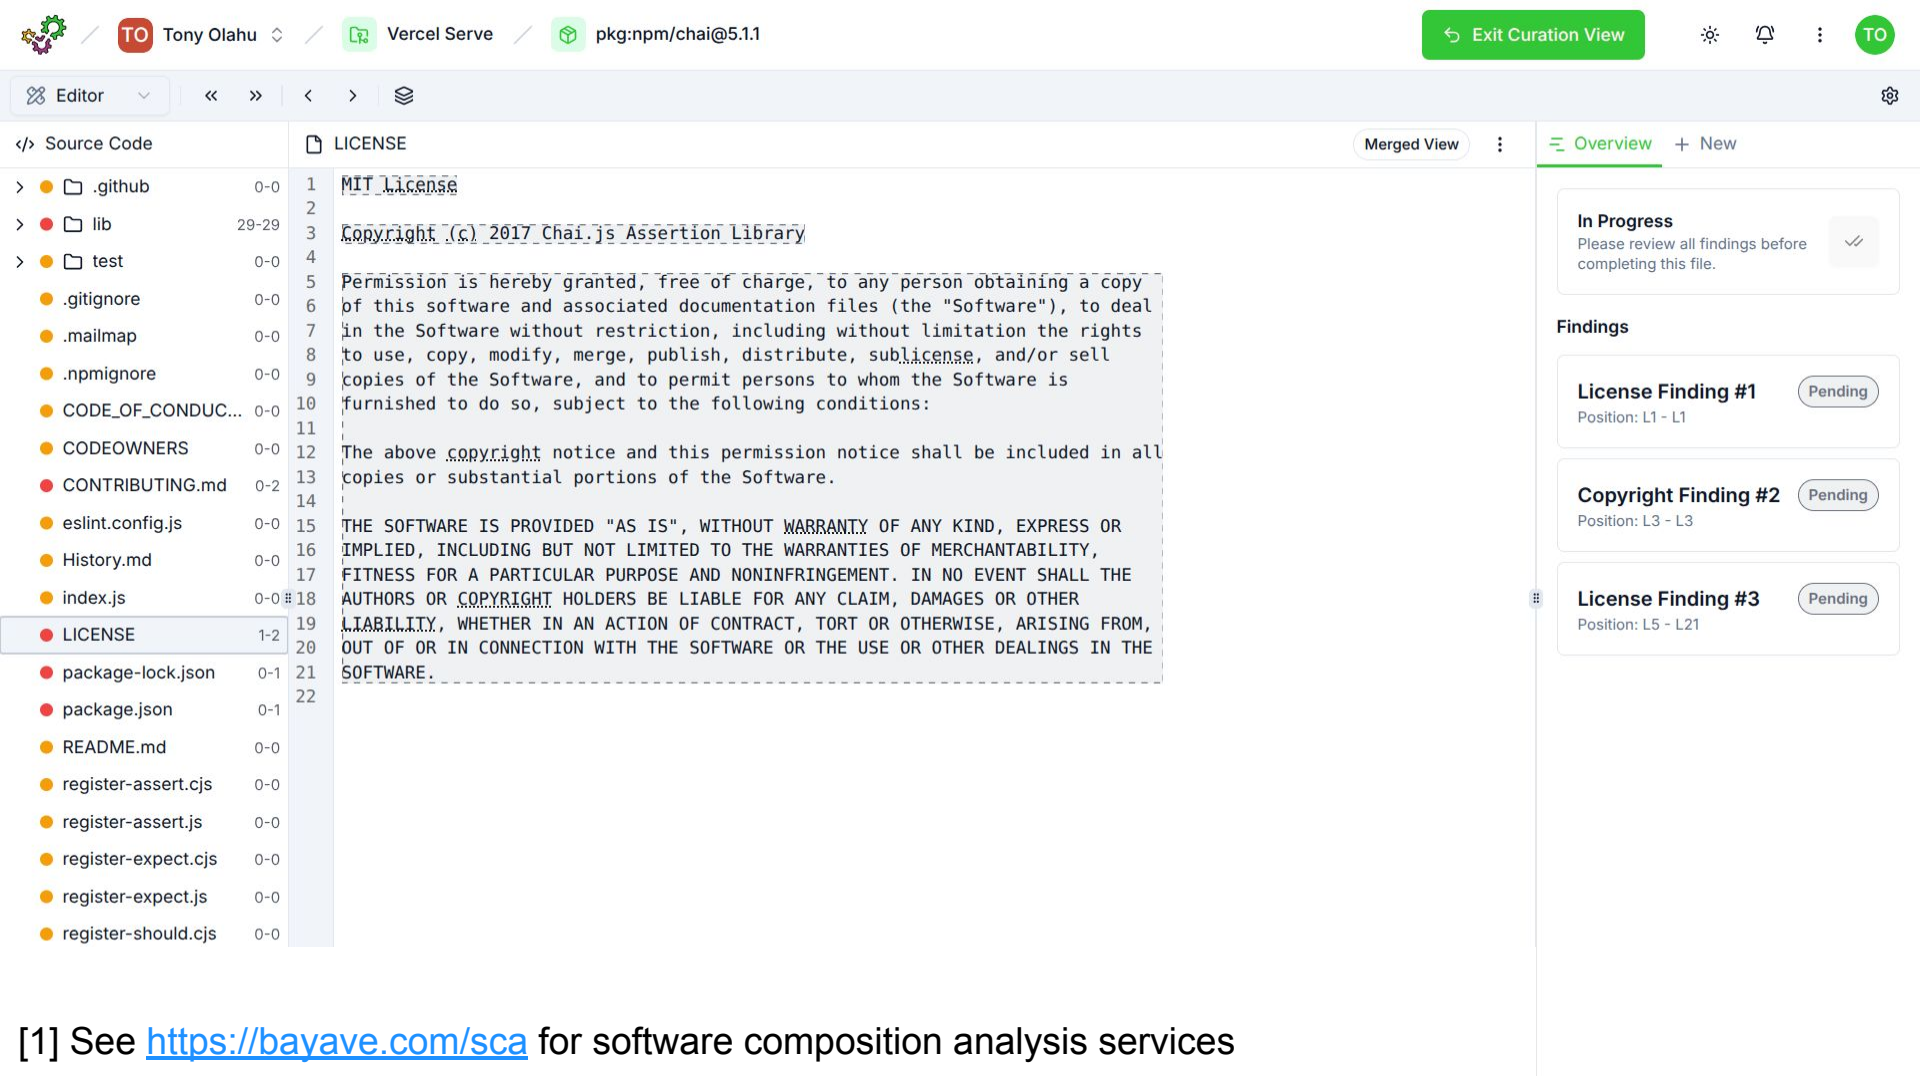 TO Tony Olahu Vercel Serve pkg:npm/chai@5.1.1 Exit Curation View TO
Editor
Source Code
.github 0-0
lib 29-29
test 0-0
.gitignore 0-0
.mailmap 0-0
.npmignore 0-0
CODE_OF_CONDUC... 0-0
CODEOWNERS 0-0
CONTRIBUTING.md 0-2
eslint.config.js 0-0
History.md 0-0
index.js 0-0
LICENSE 1-2
package-lock.json 0-1
package.json 0-1
README.md 0-0
register-assert.cjs 0-0
register-assert.js 0-0
register-expect.cjs 0-0
register-expect.js 0-0
register-should.cjs 0-0
LICENSE Merged View
1 MIT License
2
3 Copyright (c) 2017 Chai.js Assertion Library
4
5 Permission is hereby granted, free of charge, to any person obtaining a copy
6 of this software and associated documentation files (the "Software"), to deal
7 in the Software without restriction, including without limitation the rights
8 to use, copy, modify, merge, publish, distribute, sublicense, and/or sell
9 copies of the Software, and to permit persons to whom the Software is
10 furnished to do so, subject to the following conditions:
11
12 The above copyright notice and this permission notice shall be included in all
13 copies or substantial portions of the Software.
14
15 THE SOFTWARE IS PROVIDED "AS IS", WITHOUT WARRANTY OF ANY KIND, EXPRESS OR
16 IMPLIED, INCLUDING BUT NOT LIMITED TO THE WARRANTIES OF MERCHANTABILITY,
17 FITNESS FOR A PARTICULAR PURPOSE AND NONINFRINGEMENT. IN NO EVENT SHALL THE
18 AUTHORS OR COPYRIGHT HOLDERS BE LIABLE FOR ANY CLAIM, DAMAGES OR OTHER
19 LIABILITY, WHETHER IN AN ACTION OF CONTRACT, TORT OR OTHERWISE, ARISING FROM,
20 OUT OF OR IN CONNECTION WITH THE SOFTWARE OR THE USE OR OTHER DEALINGS IN THE
21 SOFTWARE.
22
Overview New
In Progress
Please review all findings before
completing this file.
Findings
License Finding #1 Pending
Position: L1 - L1
Copyright Finding #2 Pending
Position: L3 - L3
License Finding #3 Pending
Position: L5 - L21
[1] See https://bayave.com/sca for software composition analysis services